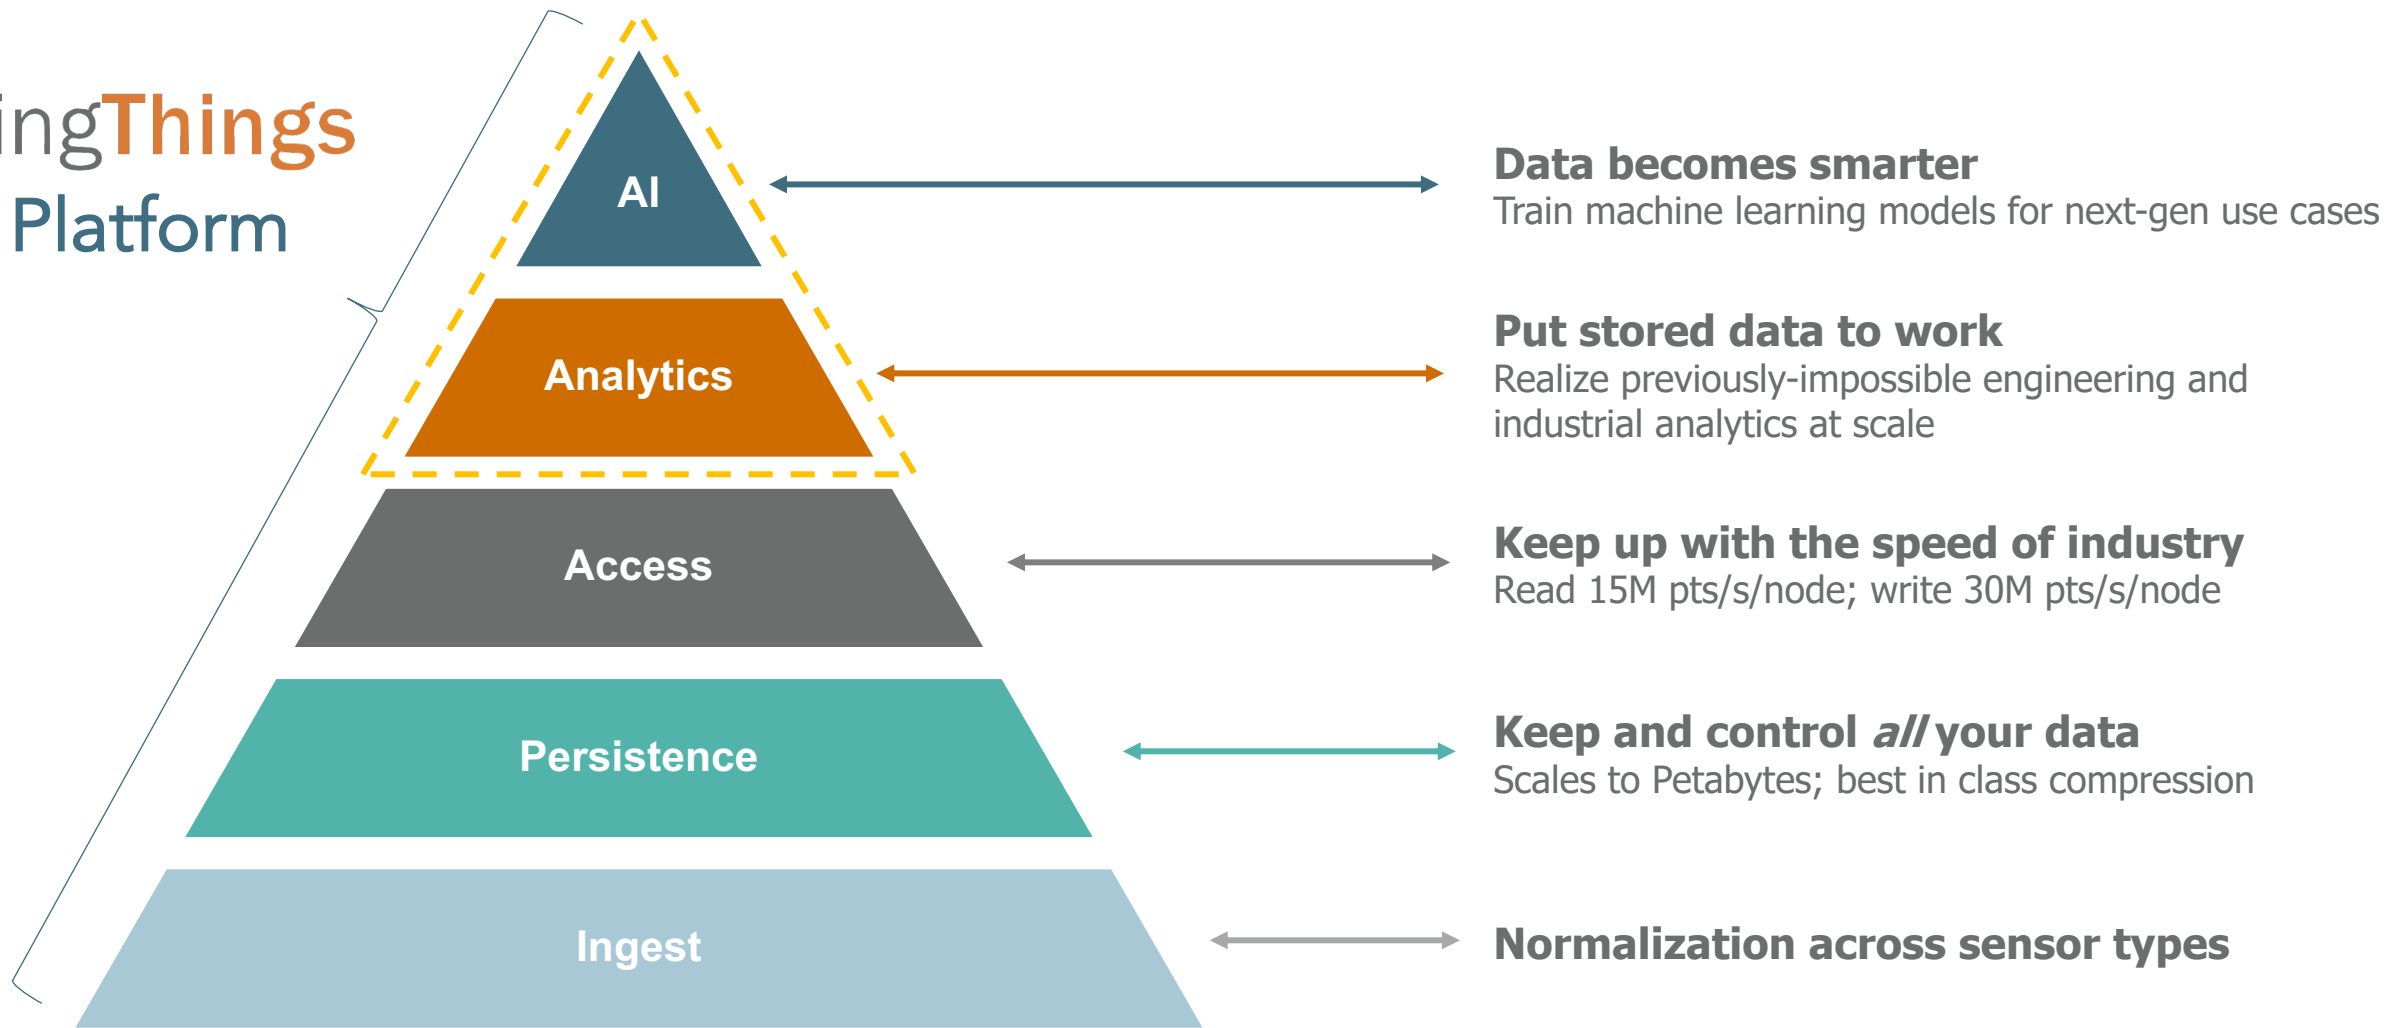 ingThings
Platform
AI
Data becomes smarter
Train machine learning models for next-gen use cases
Analytics
Put stored data to work
Realize previously-impossible engineering and
industrial analytics at scale
Access
Keep up with the speed of industry
Read 15M pts/s/node; write 30M pts/s/node
Persistence
Keep and control all your data
Scales to Petabytes; best in class compression
Ingest
Normalization across sensor types